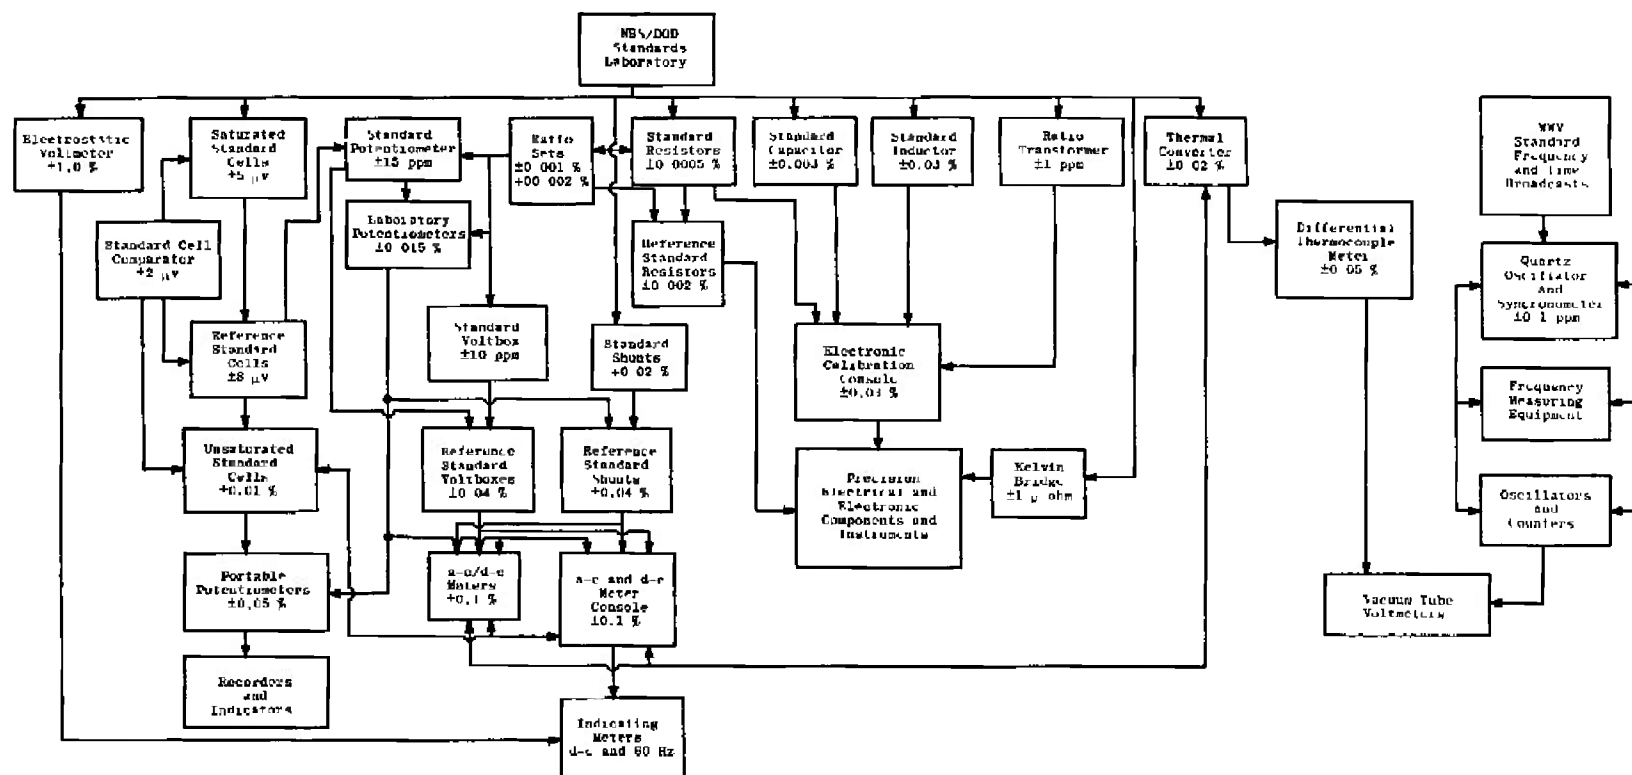 NBS/DOD
Standards
Laboratory
Electrostatic
Voltmeter
±1.0 %
Saturated
Standard
Cells
±5 μv
Standard
Potentiometer
±15 ppm
Ratio
Sets
±0 001 %
±00 002 %
Standard
Resistors
±0 0005 %
Standard
Capacitor
±0.003 %
Standard
Inductor
±0.03 %
Ratio
Transformer
±1 ppm
Thermal
Converter
±0 02 %
WWV
Standard
Frequency
and Time
Broadcasts
Standard Cell
Comparator
±2 μv
Laboratory
Potentiometers
±0 015 %
Reference
Standard
Resistors
±0 002 %
Differential
Thermocouple
Meter
±0.05 %
Quartz
Oscillator
and
Syncronometer
±0 1 ppm
Reference
Standard
Cells
±8 μv
Standard
Voltbox
±10 ppm
Standard
Shunts
±0 02 %
Electronic
Calibration
Console
±0.03 %
Frequency
Measuring
Equipment
Unsaturated
Standard
Cells
±0.01 %
Reference
Standard
Voltboxes
±0 04 %
Reference
Standard
Shunts
±0.04 %
Precision
Electrical and
Electronic
Components and
Instruments
Kelvin
Bridge
±1 μ ohm
Oscillators
and
Counters
Portable
Potentiometers
±0.05 %
a-c/d-c
Meters
±0.1 %
a-c and d-c
Meter
Console
±0.1 %
Vacuum Tube
Voltmeters
Recorders
and
Indicators
Indicating
Meters
d-c and 60 Hz